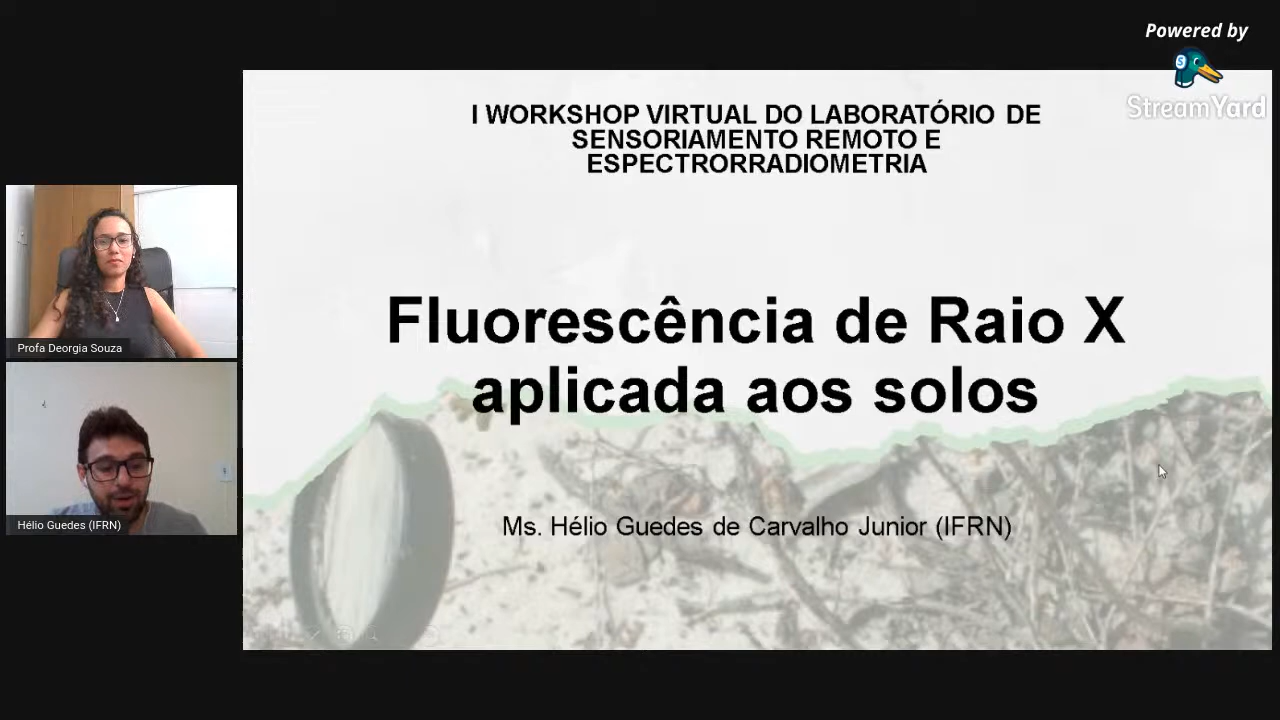 Powered by
StreamYard
I WORKSHOP VIRTUAL DO LABORATÓRIO DE
SENSORIAMENTO REMOTO E
ESPECTRORRADIOMETRIA
Fluorescência de Raio X
aplicada aos solos
Ms. Hélio Guedes de Carvalho Junior (IFRN)
Profa Deorgia Souza
Hélio Guedes (IFRN)